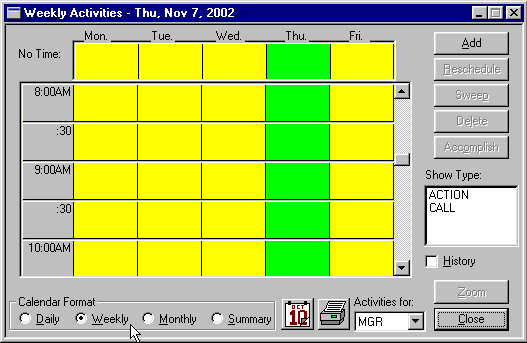 Weekly Activities - Thu, Nov 7, 2002
Mon. Tue. Wed. Thu. Fri.
No Time:
8:00AM
:30
9:00AM
:30
10:00AM
Add
Reschedule
Sweep
Delete
Accomplish
Show Type:
ACTION
CALL
History
Zoom
Close
Calendar Format
Daily Weekly Monthly Summary
OCT
12
Activities for:
MGR